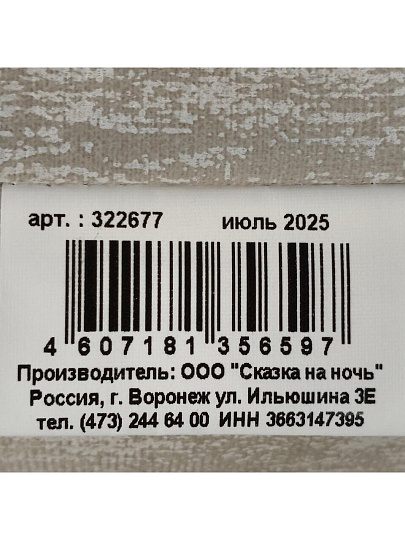 арт. : 322677 июль 2025
4 607181 356597
Производитель: ООО "Сказка на ночь"
Россия, г. Воронеж ул. Ильюшина 3Е
тел. (473) 244 64 00 ИНН 3663147395